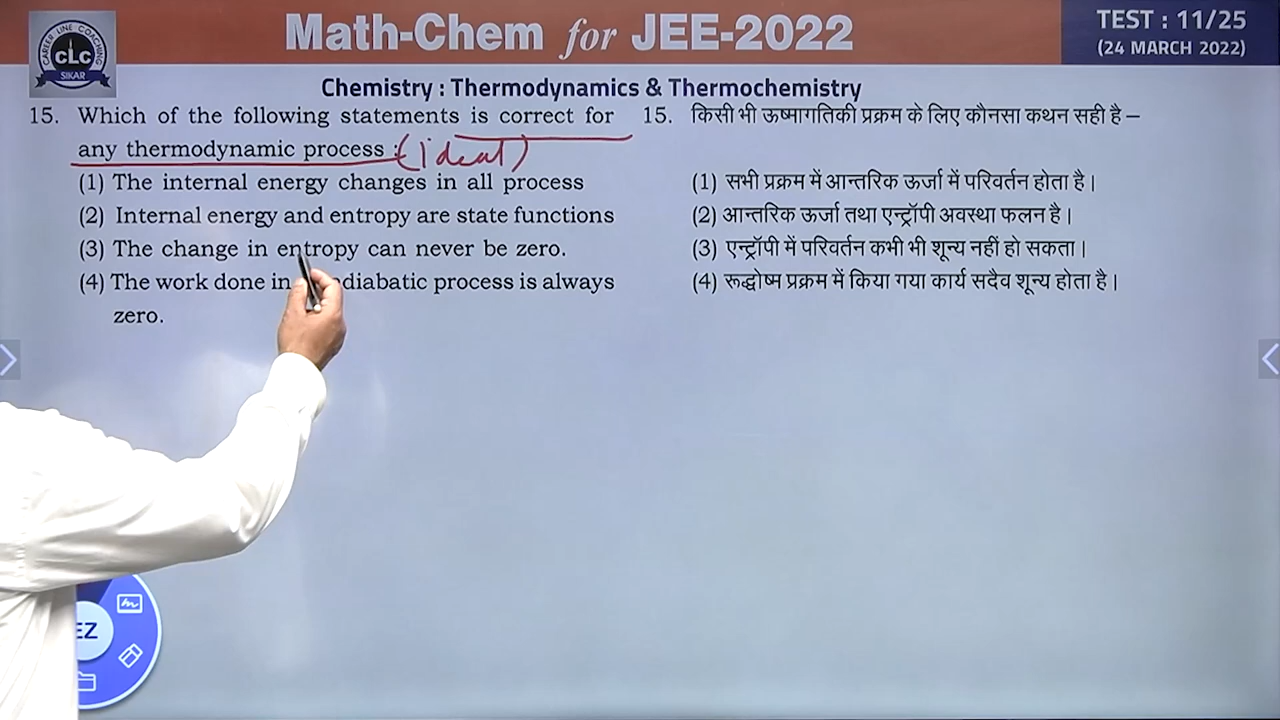 Math-Chem for JEE-2022
TEST : 11/25
(24 MARCH 2022)
CAREER LINE COACHING
CLC
SIKAR
Chemistry : Thermodynamics & Thermochemistry
15. Which of the following statements is correct for
any thermodynamic process : (ideal)
(1) The internal energy changes in all process
(2) Internal energy and entropy are state functions
(3) The change in entropy can never be zero.
(4) The work done in diabatic process is always
zero.
15. किसी भी ऊष्मागतिकी प्रक्रम के लिए कौनसा कथन सही है –
(1) सभी प्रक्रम में आन्तरिक ऊर्जा में परिवर्तन होता है।
(2) आन्तरिक ऊर्जा तथा एन्ट्रॉपी अवस्था फलन है।
(3) एन्ट्रॉपी में परिवर्तन कभी भी शून्य नहीं हो सकता।
(4) रूद्धोष्म प्रक्रम में किया गया कार्य सदैव शून्य होता है।
EZ